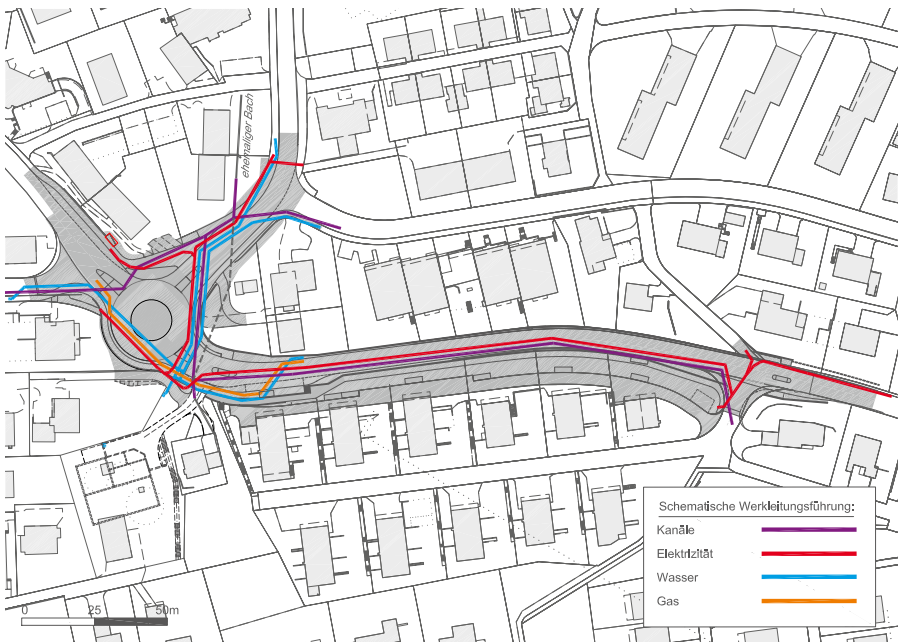 ehemaliger Bach
Schematische Werkleitungsführung:
Kanäle
Elektrizität
Wasser
Gas
0 25 50m